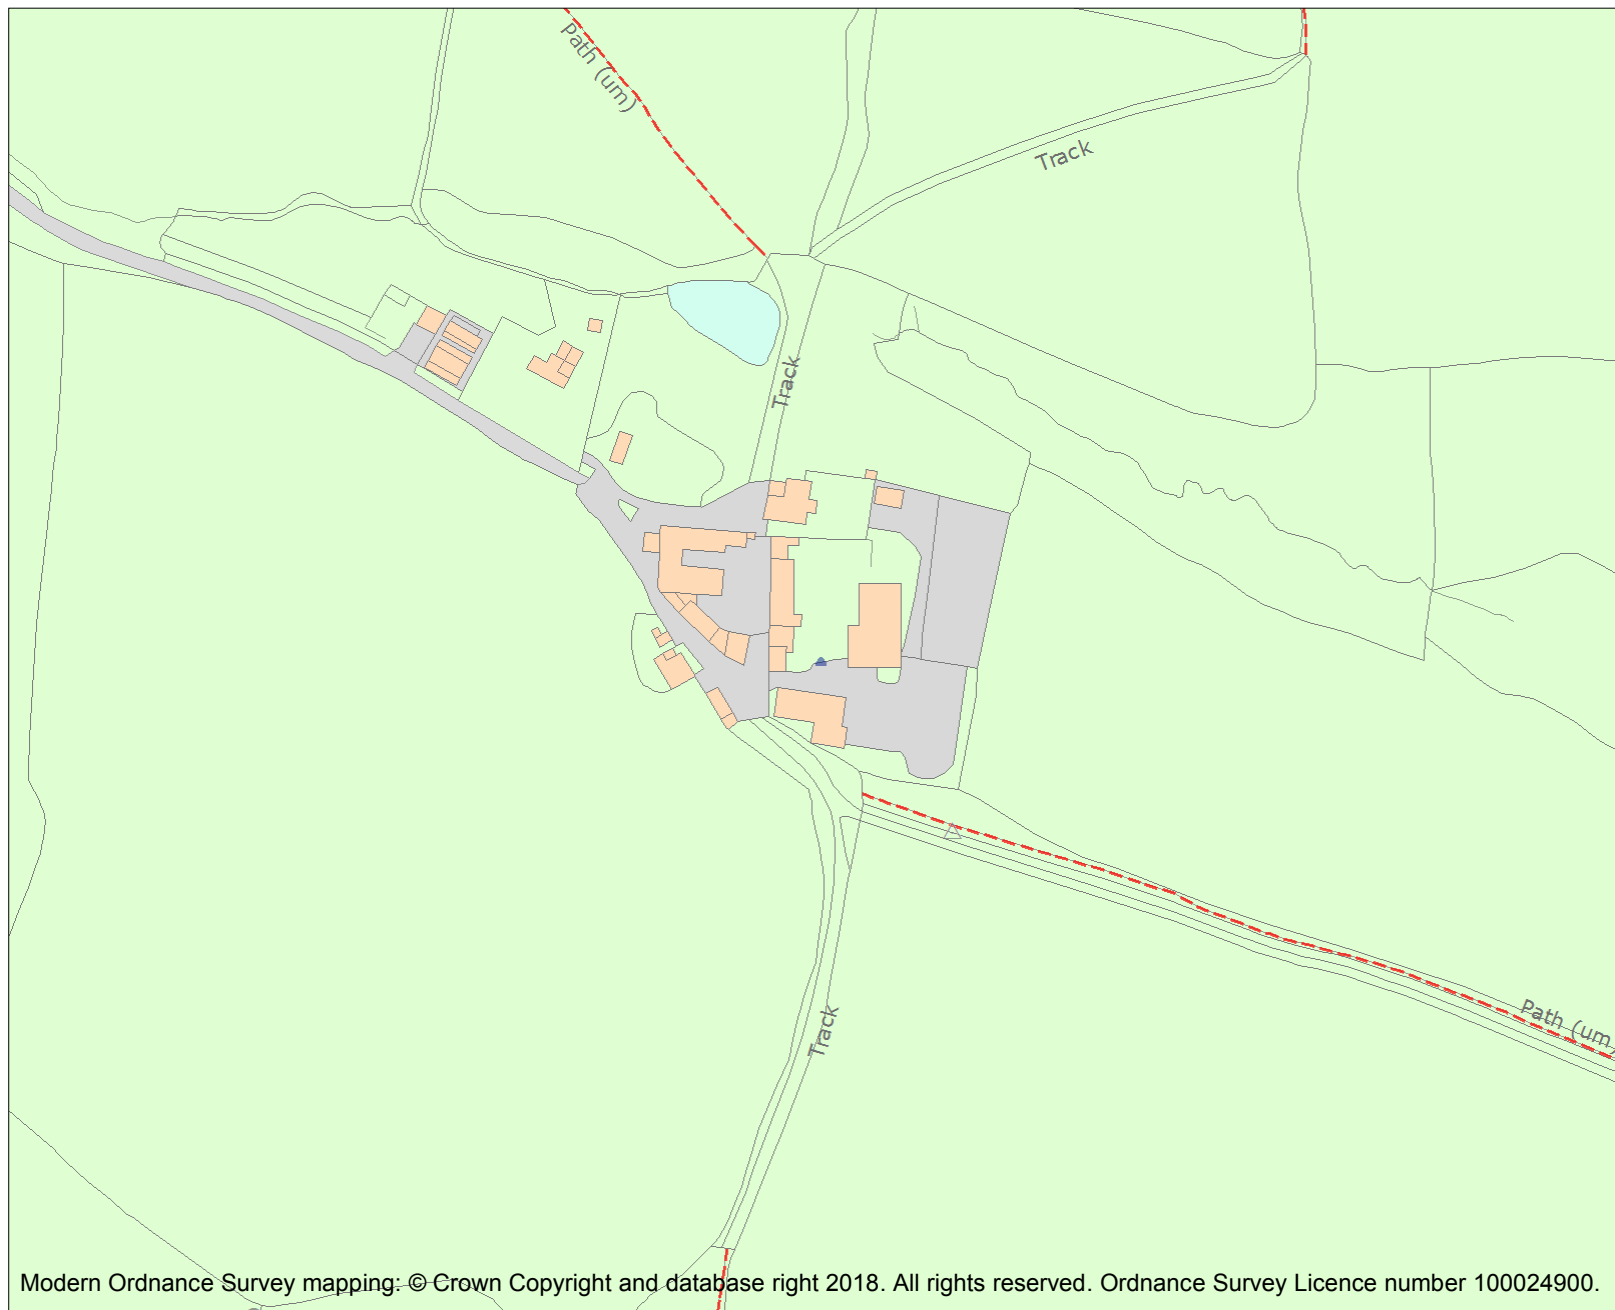 Path (um)
Track
Track
Path (um)
Track
Modern Ordnance Survey mapping: © Crown Copyright and database right 2018. All rights reserved. Ordnance Survey Licence number 100024900.